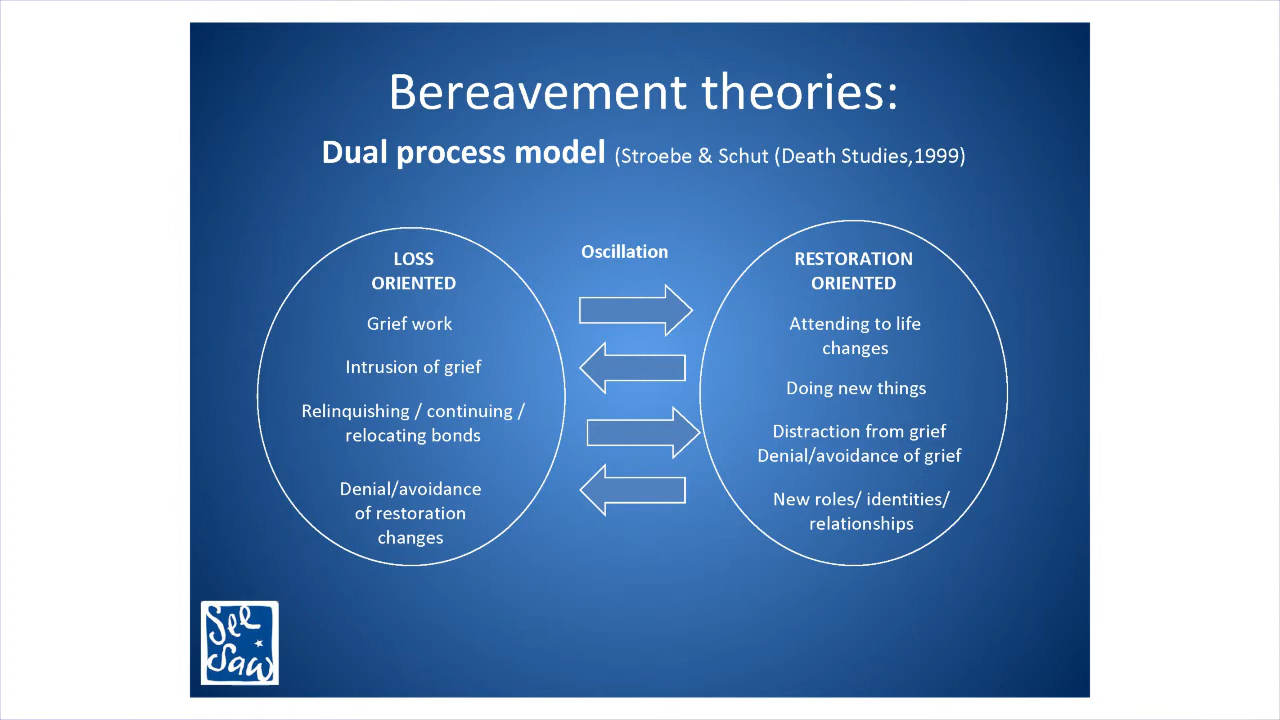 Bereavement theories:
Dual process model (Stroebe & Schut (Death Studies,1999)
LOSS
ORIENTED
Grief work
Intrusion of grief
Relinquishing / continuing /
relocating bonds
Denial/avoidance
of restoration
changes
Oscillation
RESTORATION
ORIENTED
Attending to life
changes
Doing new things
Distraction from grief
Denial/avoidance of grief
New roles/ identities/
relationships
See
Saw